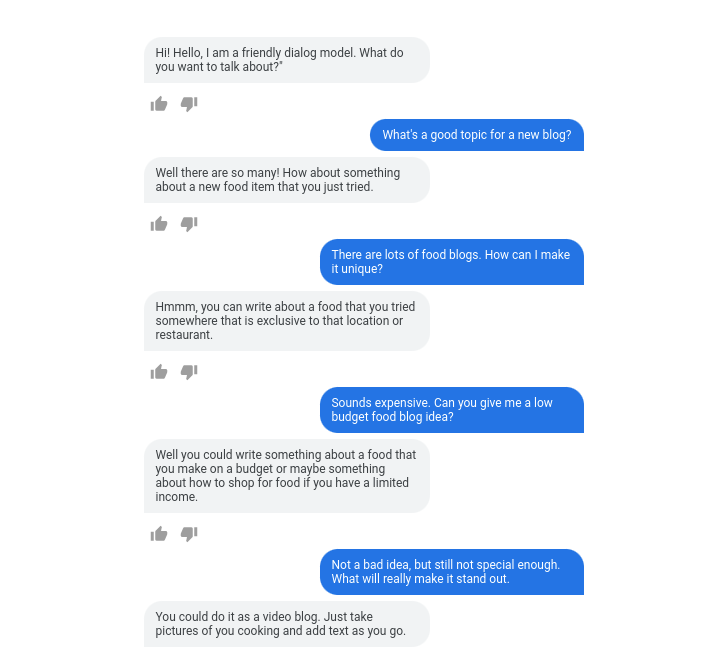 Hi! Hello, I am a friendly dialog model. What do
you want to talk about?"
What's a good topic for a new blog?
Well there are so many! How about something
about a new food item that you just tried.
There are lots of food blogs. How can I make
it unique?
Hmmm, you can write about a food that you tried
somewhere that is exclusive to that location or
restaurant.
Sounds expensive. Can you give me a low
budget food blog idea?
Well you could write something about a food that
you make on a budget or maybe something
about how to shop for food if you have a limited
income.
Not a bad idea, but still not special enough.
What will really make it stand out.
You could do it as a video blog. Just take
pictures of you cooking and add text as you go.